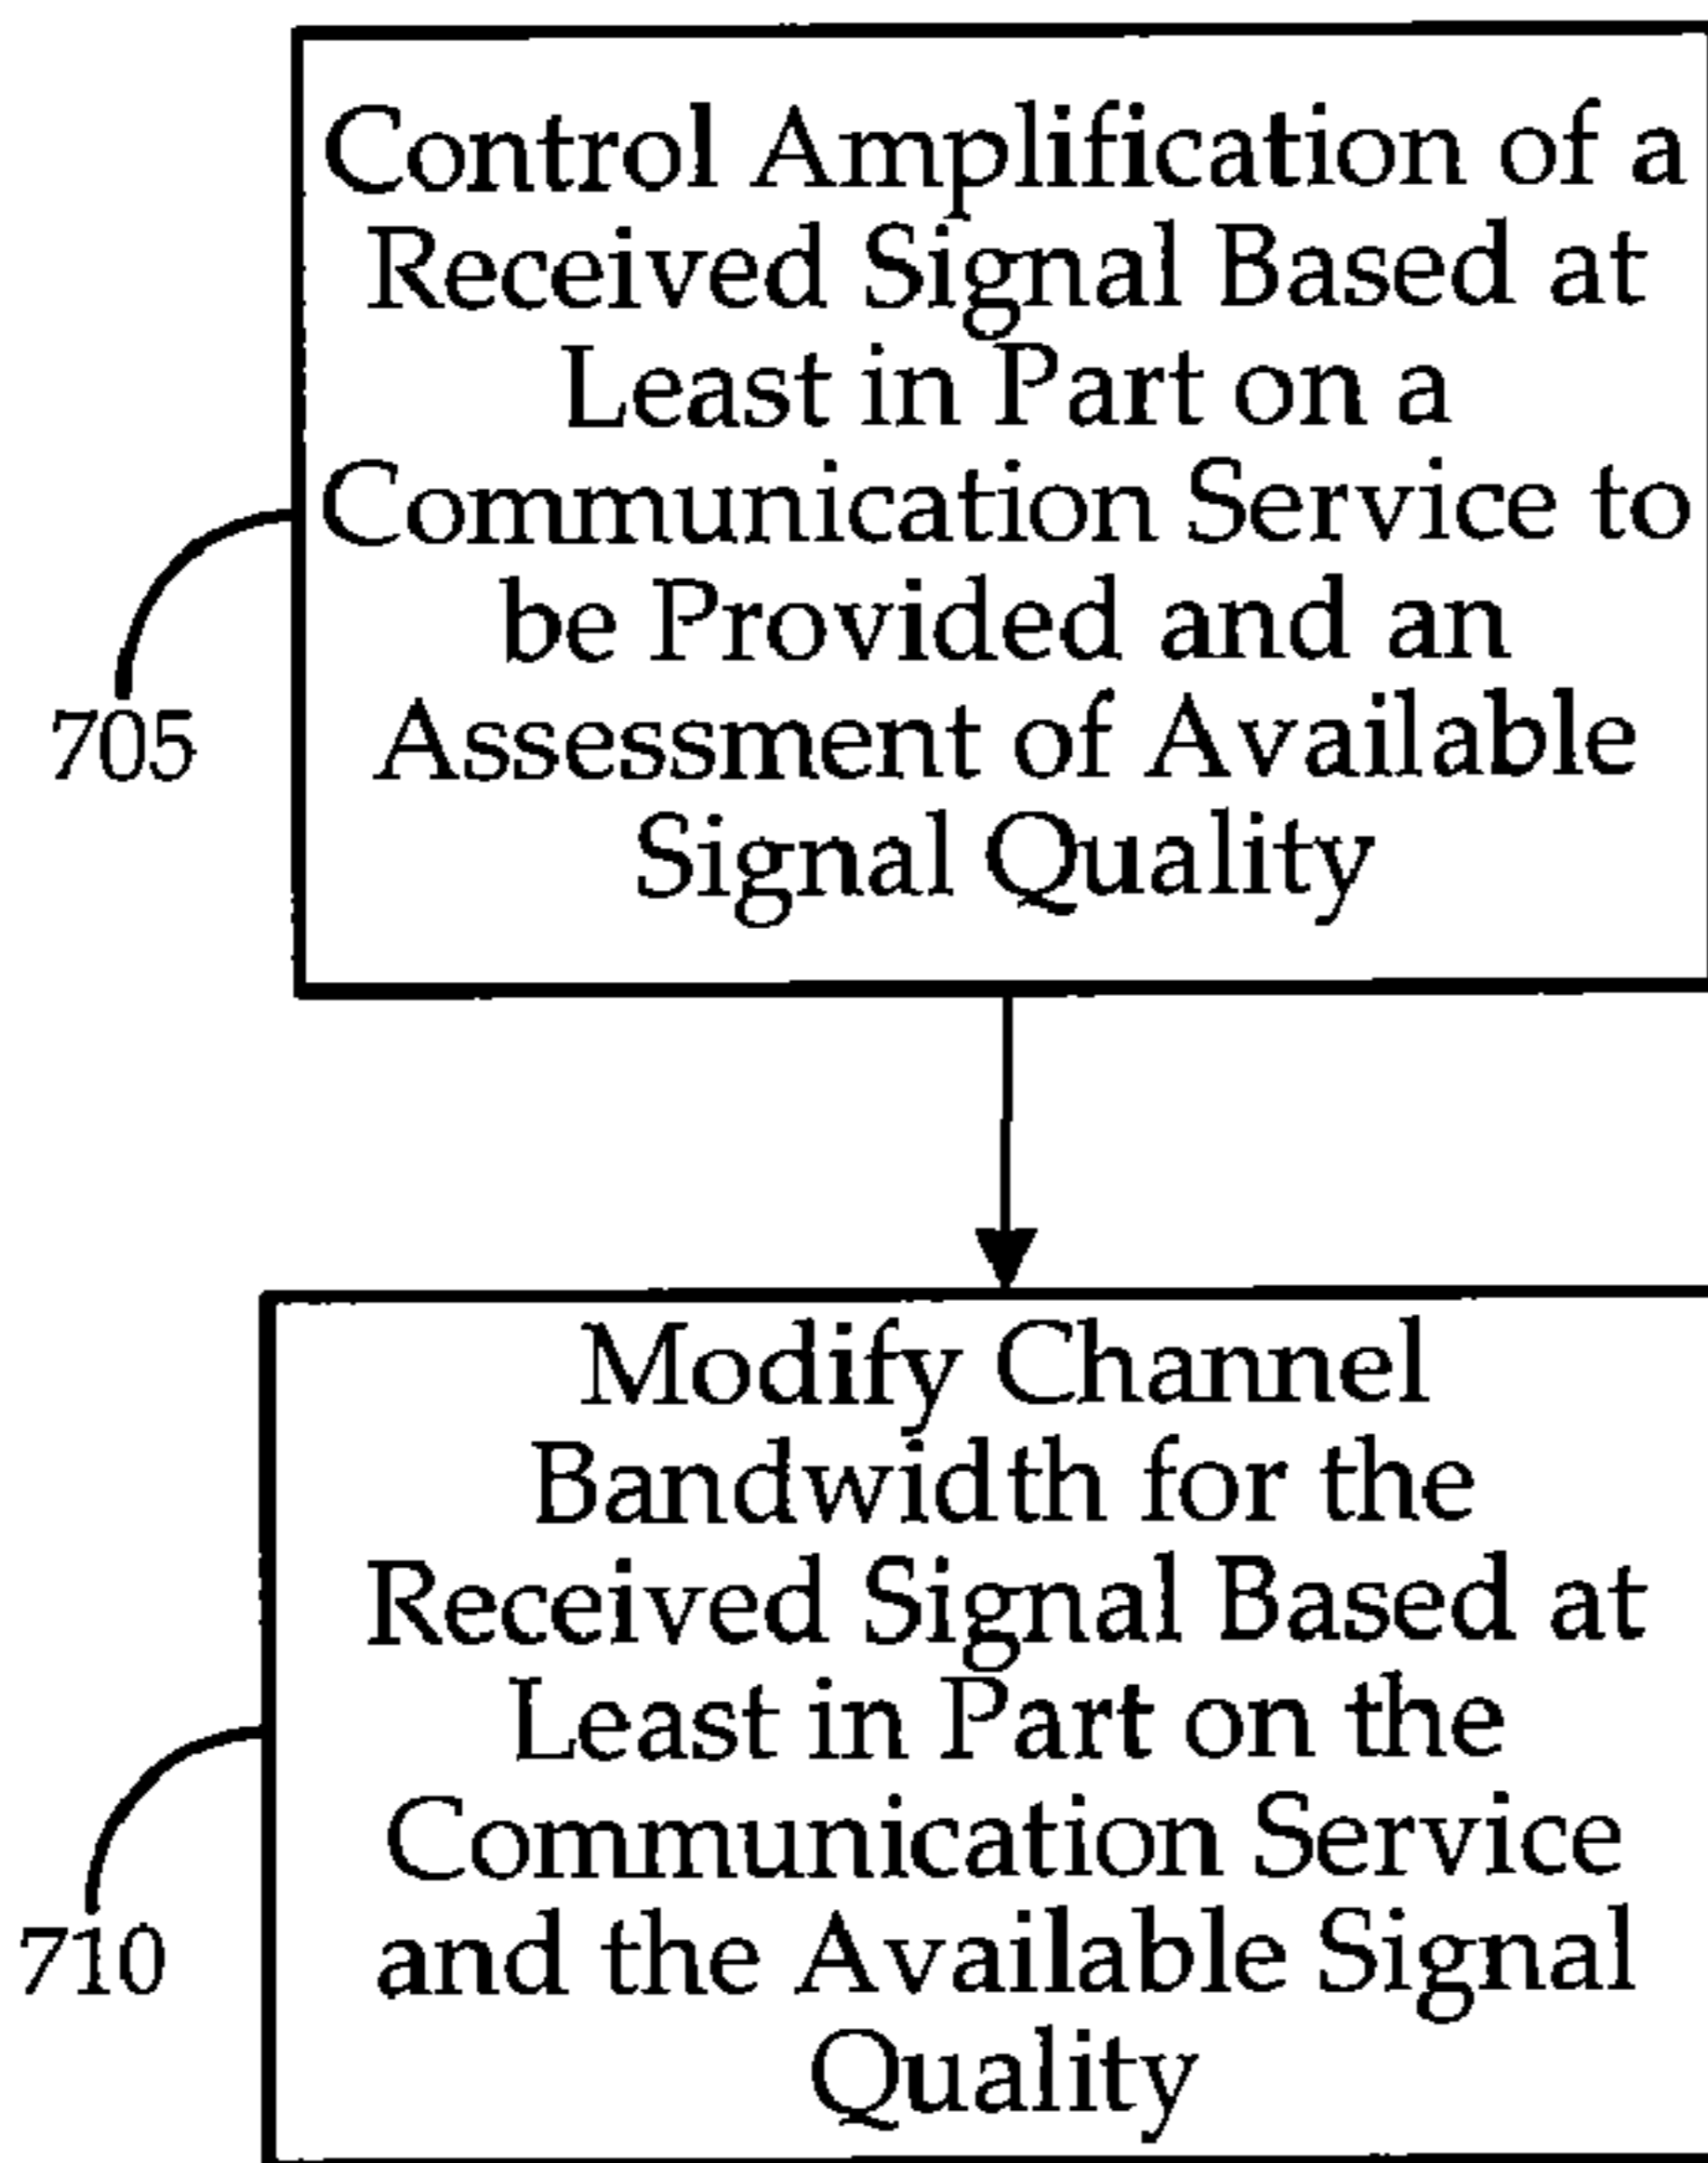 Control Amplification of a
Received Signal Based at
Least in Part on a
Communication Service to
be Provided and an
Assessment of Available
Signal Quality
705
Modify Channel
Bandwidth for the
Received Signal Based at
Least in Part on the
Communication Service
and the Available Signal
Quality
710